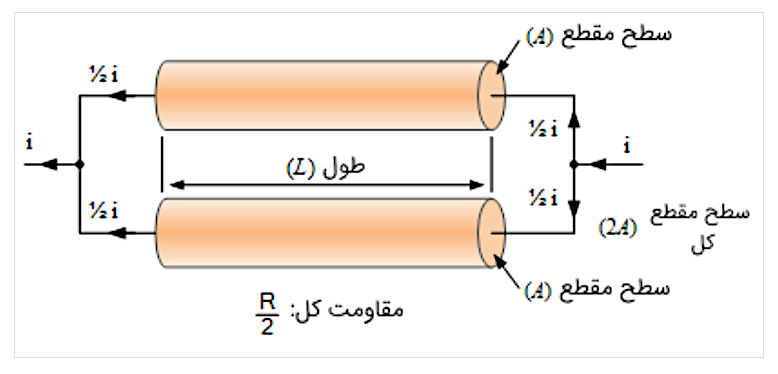 سطح مقطع (A)
½ i
½ i
i
i
طول (L)
½ i
½ i
سطح مقطع کل (2A)
سطح مقطع (A)
مقاومت کل: R/2